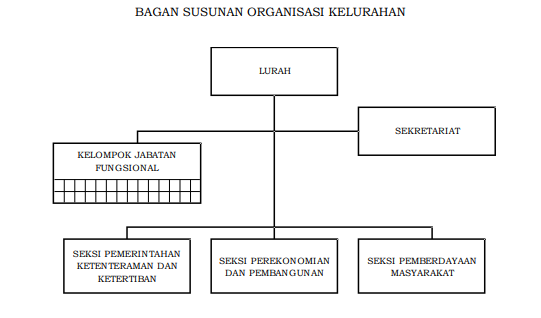 BAGAN SUSUNAN ORGANISASI KELURAHAN
LURAH
SEKRETARIAT
KELOMPOK JABATAN
FUNGSIONAL
SEKSI PEMERINTAHAN
KETENTERAMAN DAN
KETERTIBAN
SEKSI PEREKONOMIAN
DAN PEMBANGUNAN
SEKSI PEMBERDAYAAN
MASYARAKAT